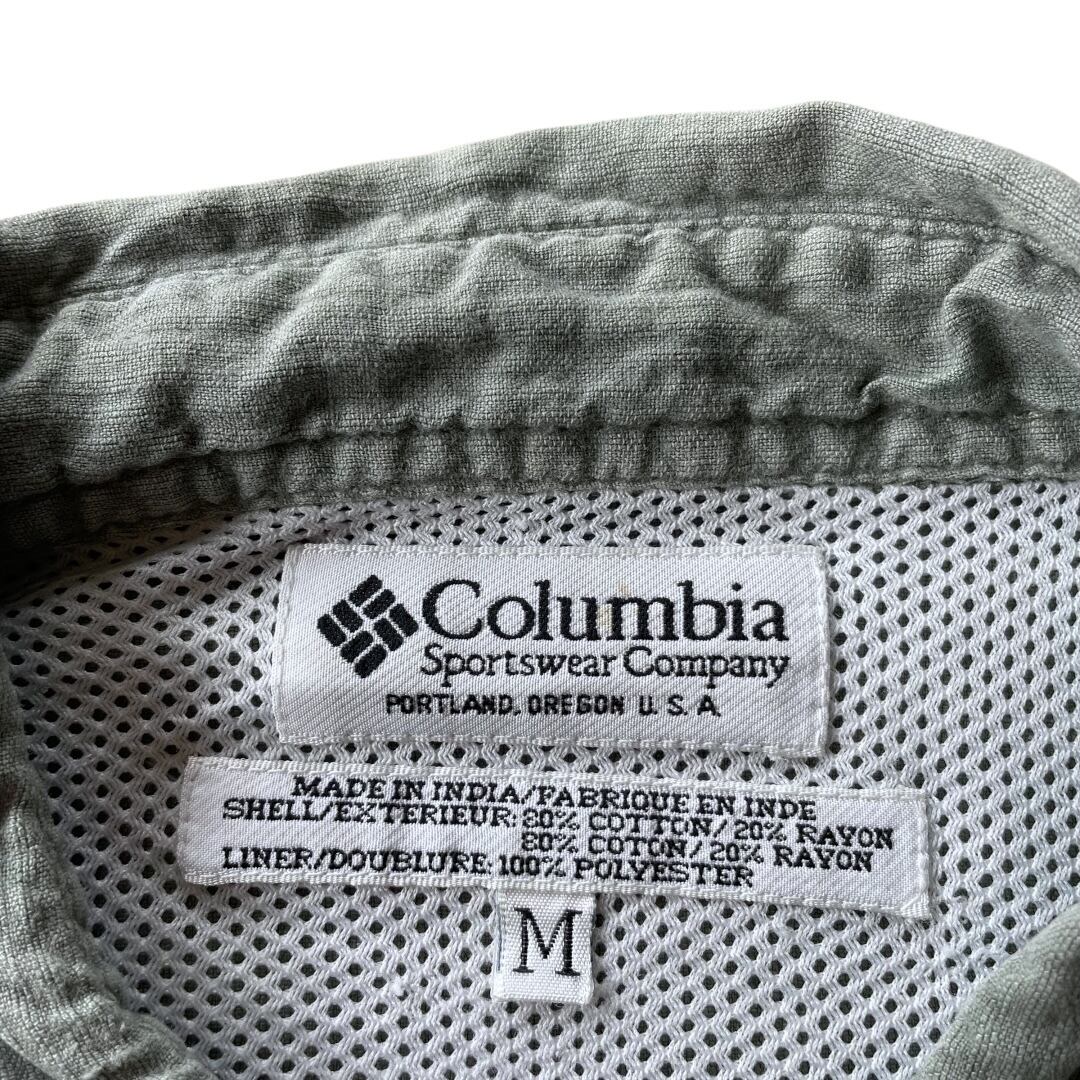 Columbia
Sportswear Company
PORTLAND, OREGON U.S.A.
MADE IN INDIA/FABRIQUE EN INDE
SHELL/EXTERIEUR: 80% COTTON/20% RAYON
80% COTON/20% RAYON
LINER/DOUBLURE: 100% POLYESTER
M